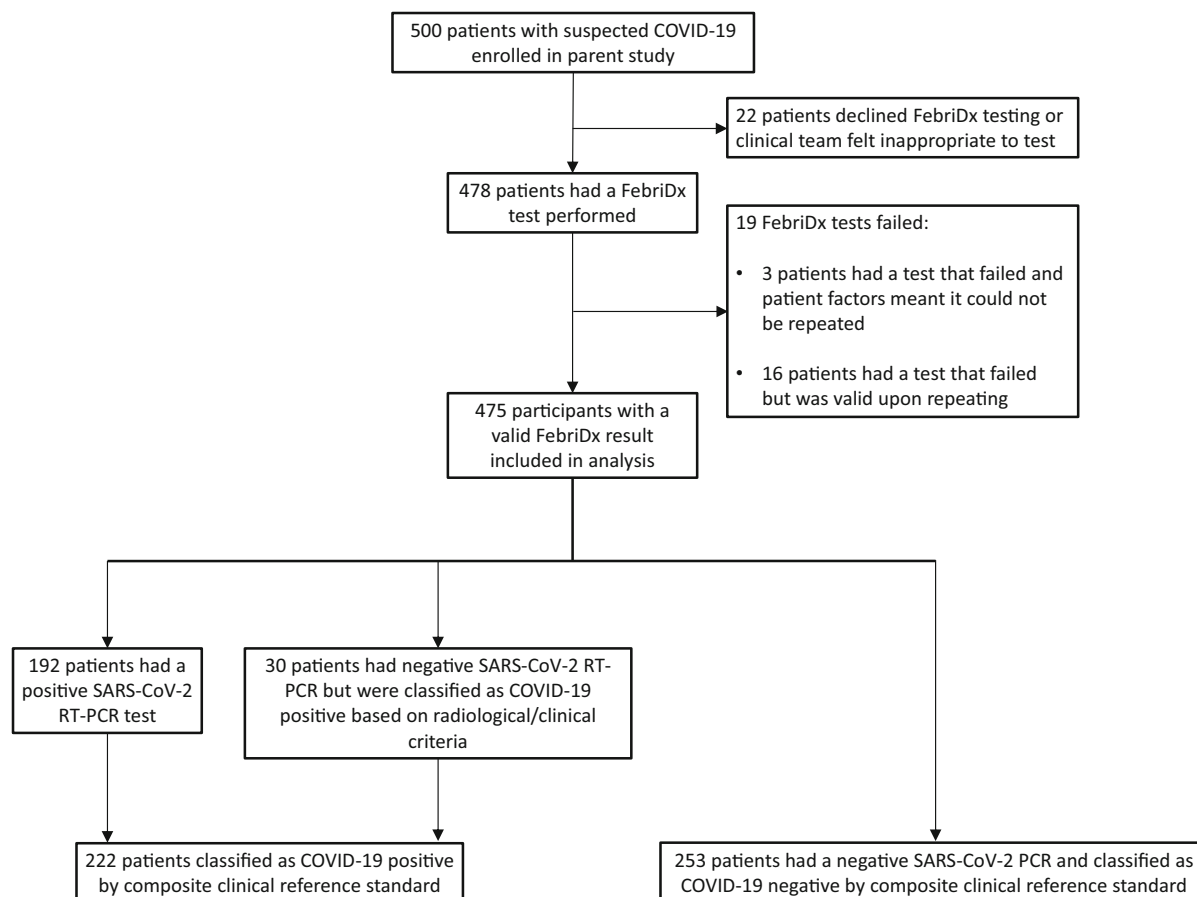 500 patients with suspected COVID-19
enrolled in parent study
22 patients declined FebriDx testing or
clinical team felt inappropriate to test
478 patients had a FebriDx
test performed
19 FebriDx tests failed:
• 3 patients had a test that failed and
patient factors meant it could not
be repeated
• 16 patients had a test that failed
but was valid upon repeating
475 participants with a
valid FebriDx result
included in analysis
192 patients had a
positive SARS-CoV-2
RT-PCR test
30 patients had negative SARS-CoV-2 RT-
PCR but were classified as COVID-19
positive based on radiological/clinical
criteria
222 patients classified as COVID-19 positive
by composite clinical reference standard
253 patients had a negative SARS-CoV-2 PCR and classified as
COVID-19 negative by composite clinical reference standard